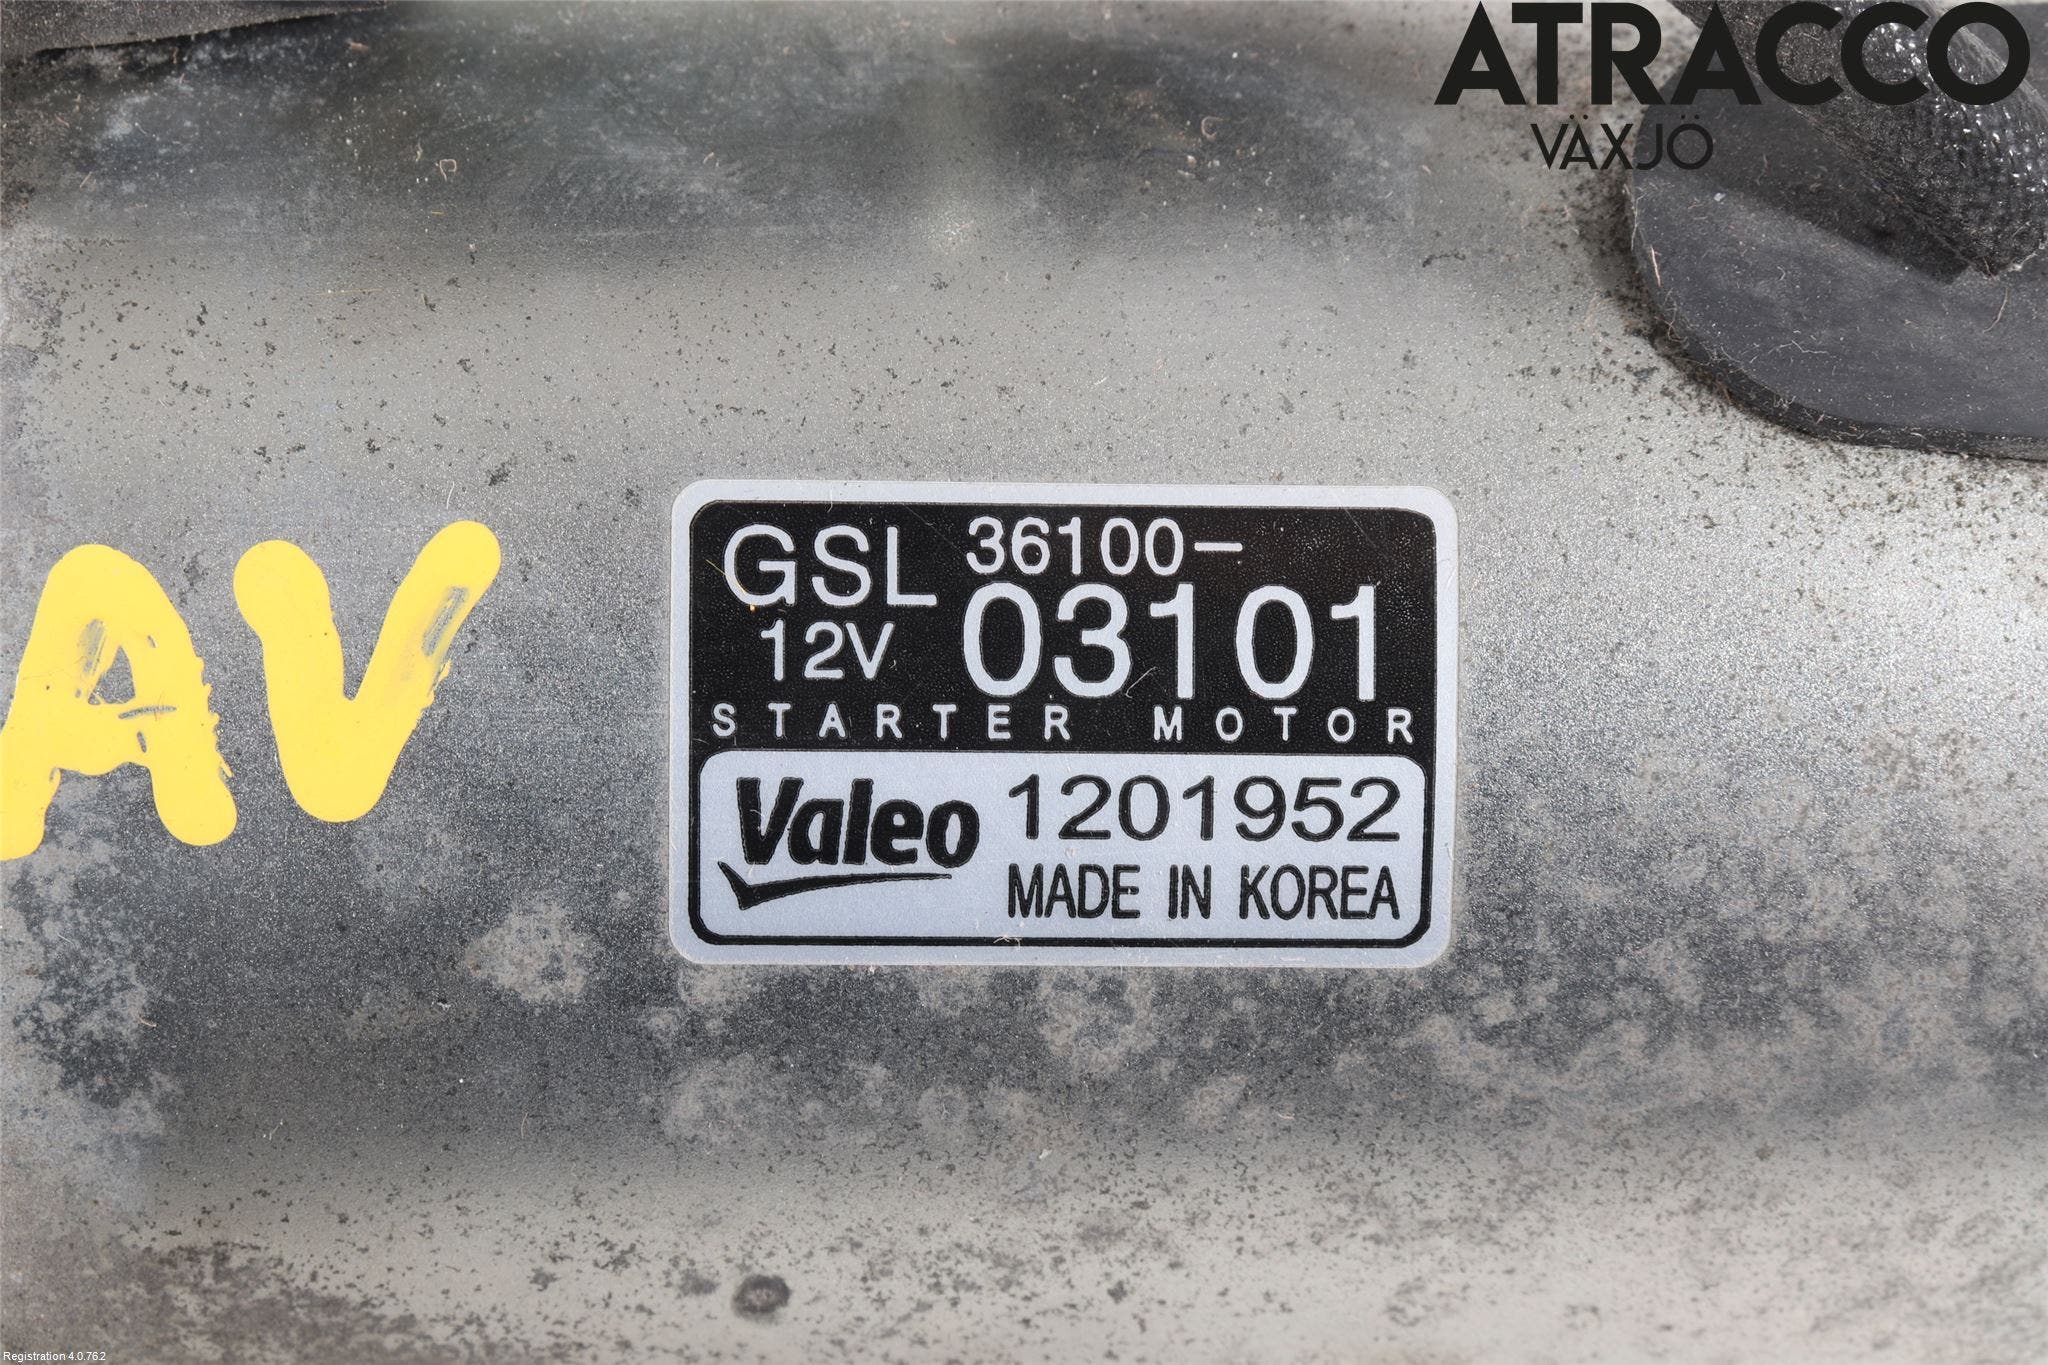 ATRACCO
VÄXJÖ
AV
GSL 36100-
12V 03101
STARTER MOTOR
Valeo 1201952
MADE IN KOREA
Registration 4.0.762